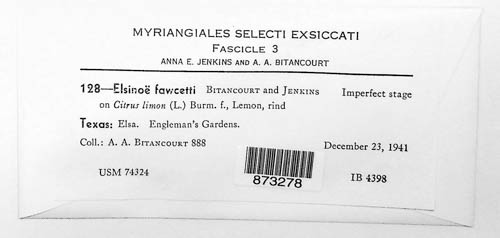 MYRIANGIALES SELECTI EXSICCATI
FASCICLE 3
ANNA E. JENKINS AND A. A. BITANCOURT
128—Elsinoë fawcetti BITANCOURT and JENKINS Imperfect stage
on Citrus limon (L.) Burm. f., Lemon, rind
Texas: Elsa. Engleman's Gardens.
Coll.: A. A. BITANCOURT 888 December 23, 1941
USM 74324 IB 4398
873278